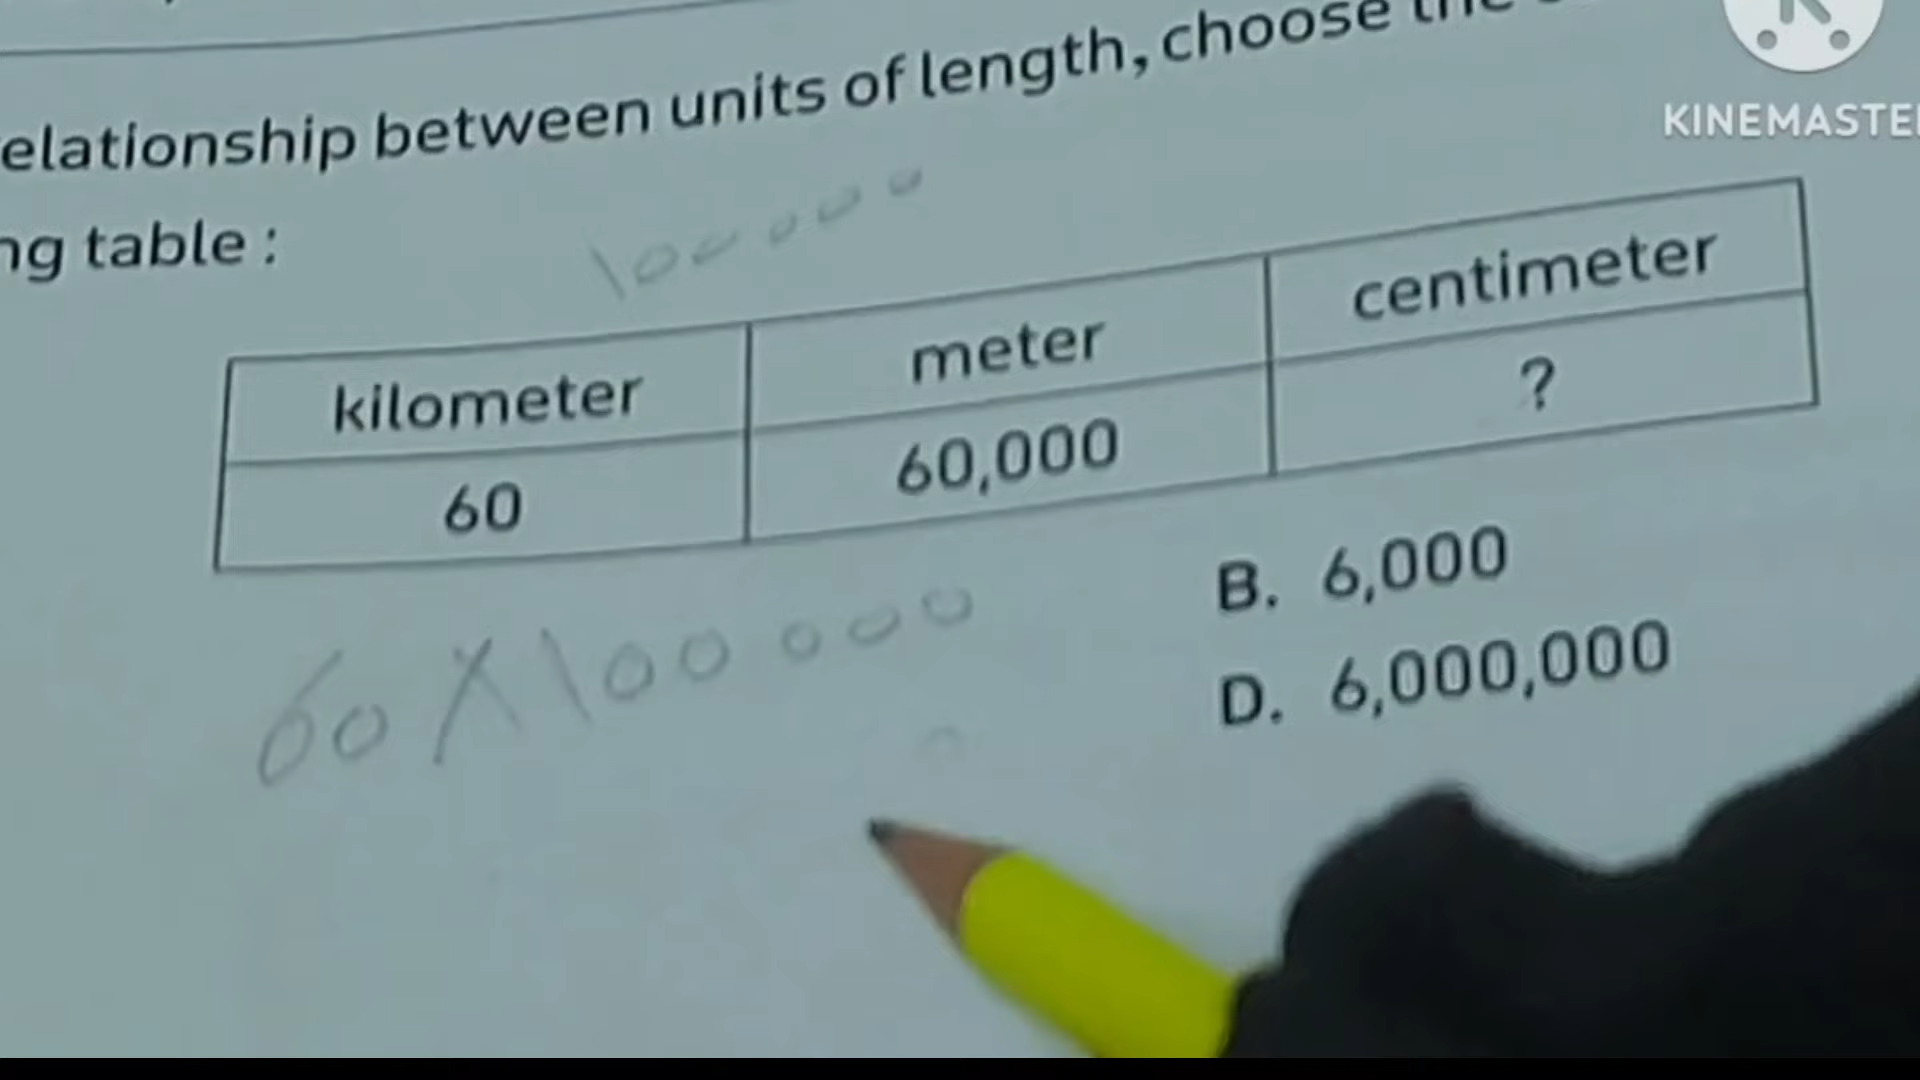 elationship between units of length, choose the
KINEMASTE
ng table :
100000
kilometer meter centimeter
60 60,000 ?
B. 6,000
60 X 100000
D. 6,000,000